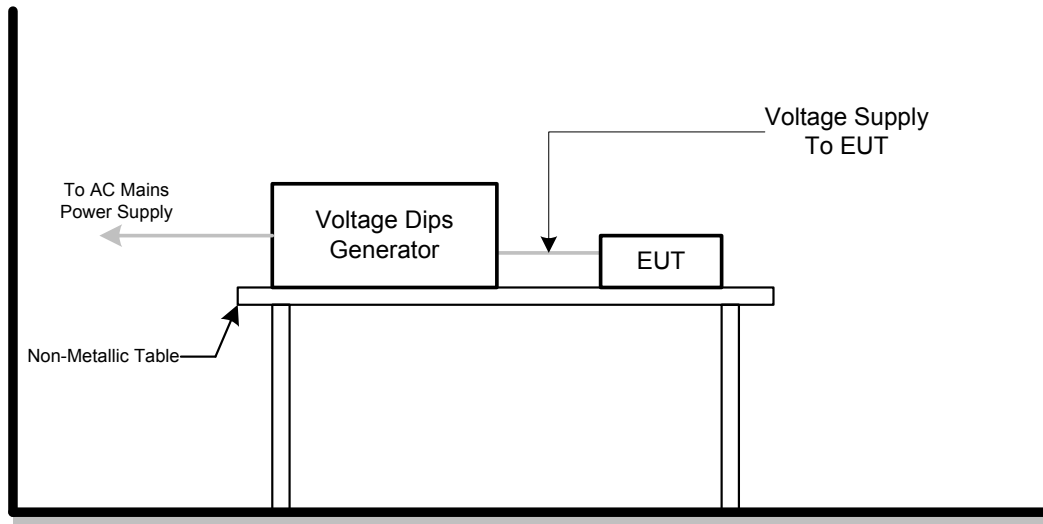 Voltage Supply
To EUT
To AC Mains
Power Supply
Voltage Dips
Generator
EUT
Non-Metallic Table